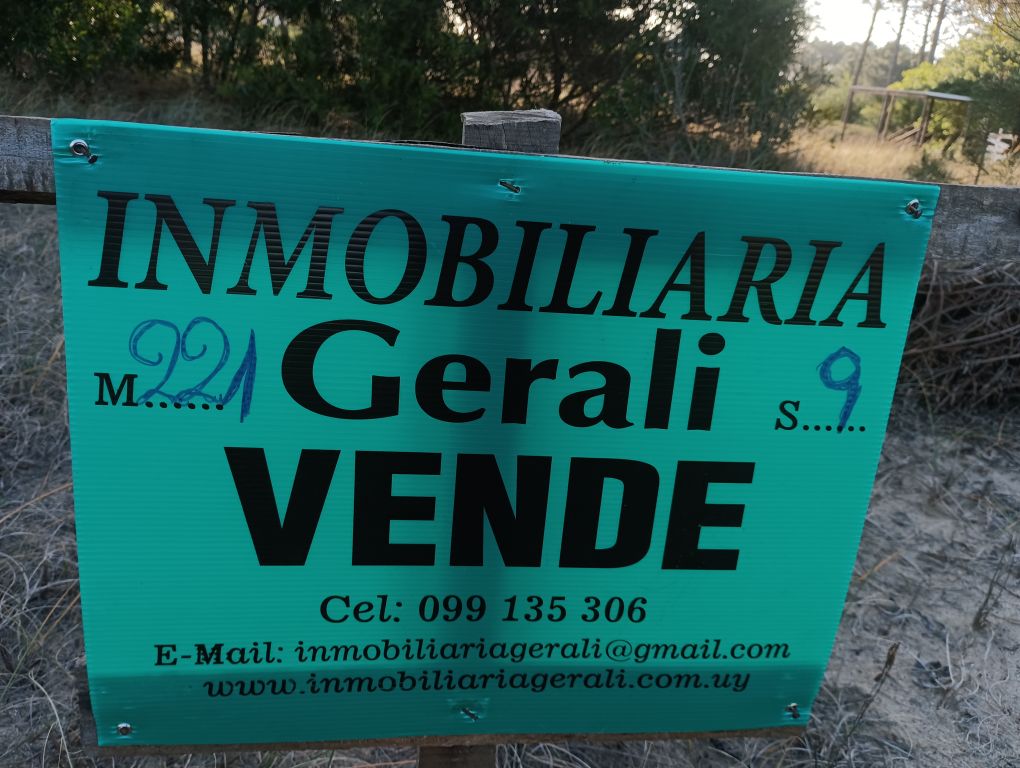 INMOBILIARIA
M...... 221 Gerali S...... 9
VENDE
Cel: 099 135 306
E-Mail: inmobiliariagerali@gmail.com
www.inmobiliariagerali.com.uy